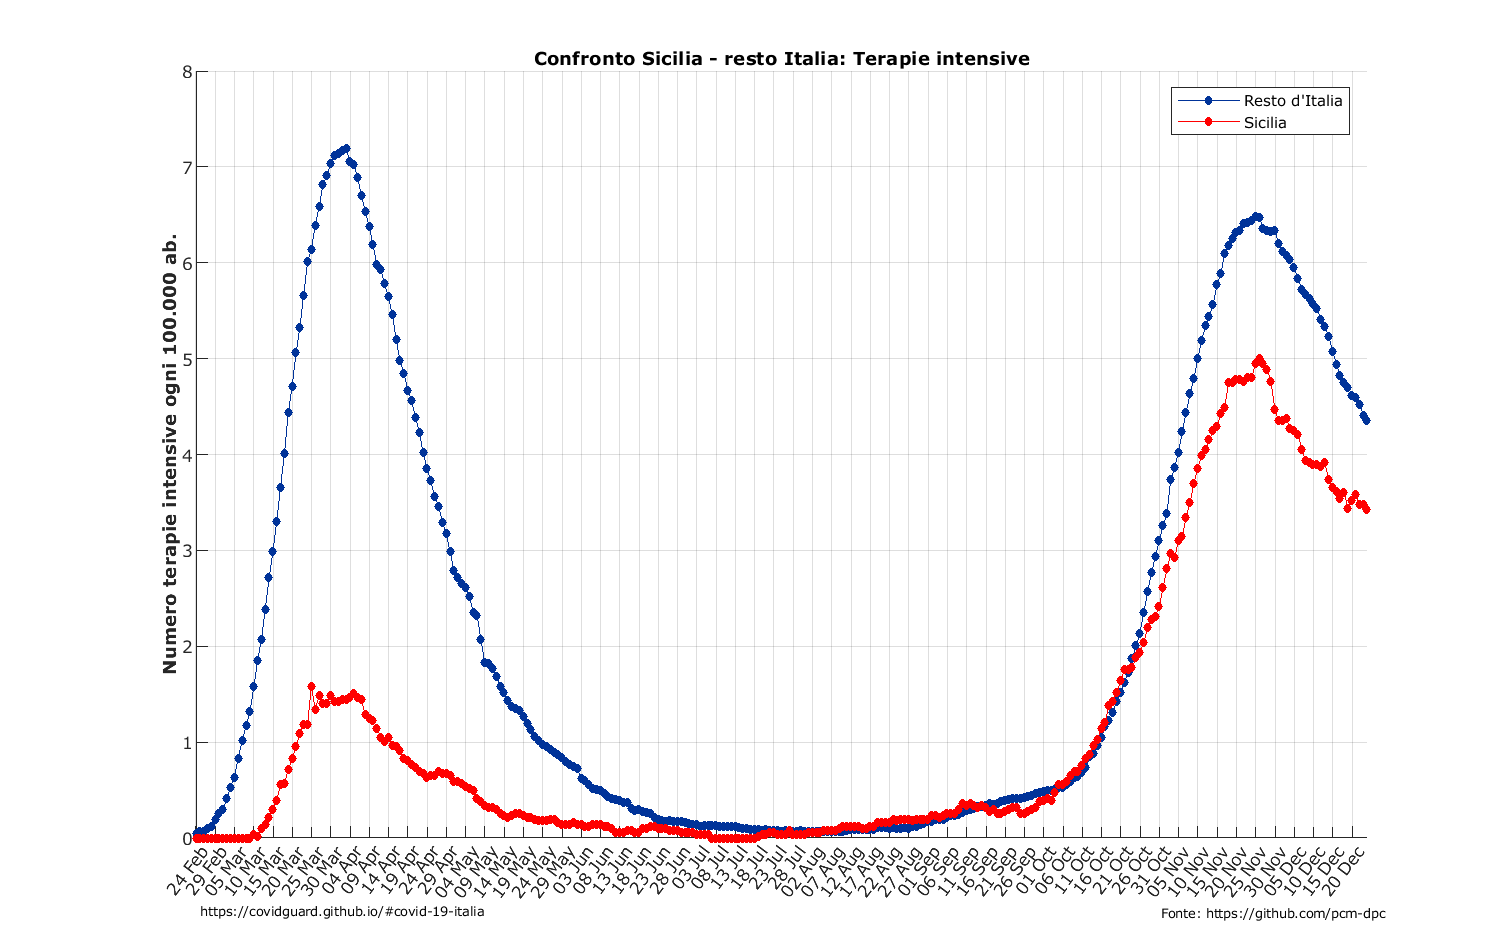 Confronto Sicilia - resto Italia: Terapie intensive
Resto d'Italia
Sicilia
Numero terapie intensive ogni 100.000 ab.
8
7
6
5
4
3
2
1
0
24 Feb
29 Feb
05 Mar
10 Mar
15 Mar
20 Mar
25 Mar
30 Mar
04 Apr
09 Apr
14 Apr
19 Apr
24 Apr
29 Apr
04 May
09 May
14 May
19 May
24 May
29 May
03 Jun
08 Jun
13 Jun
18 Jun
23 Jun
28 Jun
03 Jul
08 Jul
13 Jul
18 Jul
23 Jul
28 Jul
02 Aug
07 Aug
12 Aug
17 Aug
22 Aug
27 Aug
01 Sep
06 Sep
11 Sep
16 Sep
21 Sep
26 Sep
01 Oct
06 Oct
11 Oct
16 Oct
21 Oct
26 Oct
31 Oct
05 Nov
10 Nov
15 Nov
20 Nov
25 Nov
30 Nov
05 Dec
10 Dec
15 Dec
20 Dec
https://covidguard.github.io/#covid-19-italia
Fonte: https://github.com/pcm-dpc